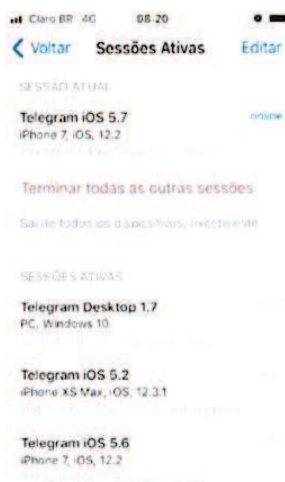 Claro BR 4G 08:20
Voltar Sessões Ativas Editar
SESSÃO ATUAL
Telegram iOS 5.7 online
iPhone 7, iOS, 12.2
Terminar todas as outras sessões
Sai de todos os dispositivos, exceto este
SESSÕES ATIVAS
Telegram Desktop 1.7
PC, Windows 10
Telegram iOS 5.2
iPhone XS Max, iOS, 12.3.1
Telegram iOS 5.6
iPhone 7, iOS, 12.2